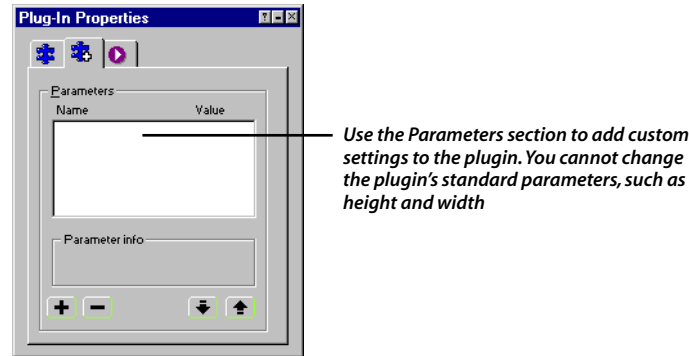 Plug-In Properties
Parameters
Name Value
Use the Parameters section to add custom
settings to the plugin. You cannot change
the plugin's standard parameters, such as
height and width
Parameter info